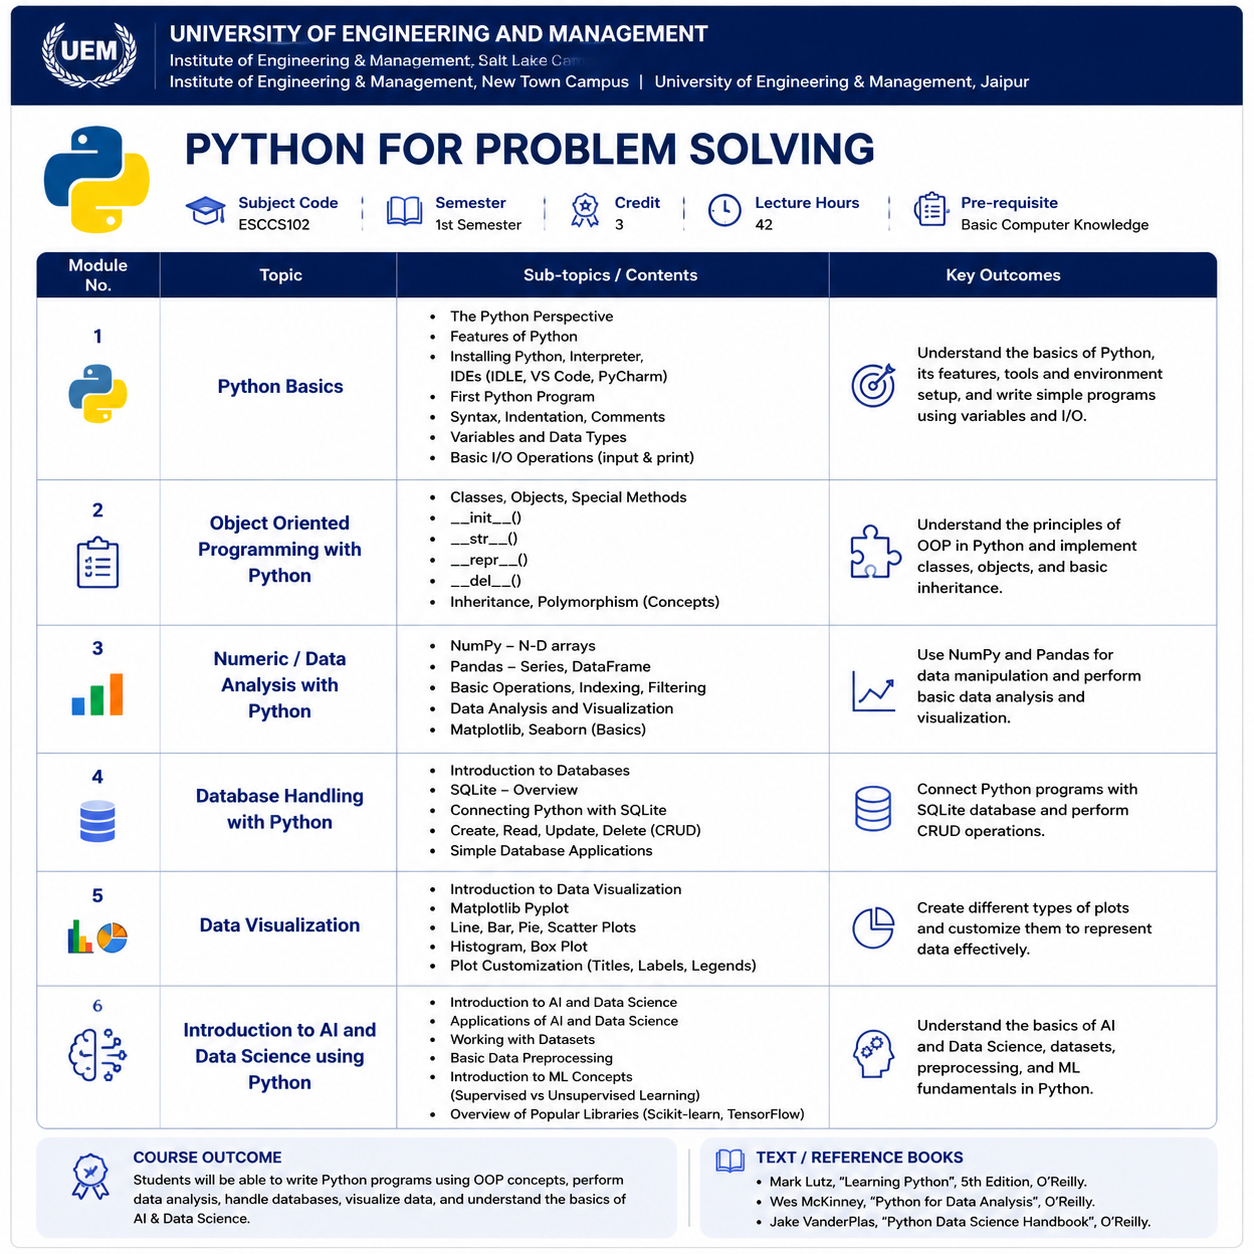 UEM
UNIVERSITY OF ENGINEERING AND MANAGEMENT
Institute of Engineering & Management, Salt Lake
Institute of Engineering & Management, New Town Campus | University of Engineering & Management, Jaipur
PYTHON FOR PROBLEM SOLVING
Subject Code
ESCCS102
Semester
1st Semester
Credit
3
Lecture Hours
42
Pre-requisite
Basic Computer Knowledge
Module No.
Topic
Sub-topics / Contents
Key Outcomes
1
Python Basics
• The Python Perspective
• Features of Python
• Installing Python, Interpreter,
IDEs (IDLE, VS Code, PyCharm)
• First Python Program
• Syntax, Indentation, Comments
• Variables and Data Types
• Basic I/O Operations (input & print)
Understand the basics of Python,
its features, tools and environment
setup, and write simple programs
using variables and I/O.
2
Object Oriented
Programming with
Python
• Classes, Objects, Special Methods
• __init__()
• __str__()
• __repr__()
• __del__()
• Inheritance, Polymorphism (Concepts)
Understand the principles of
OOP in Python and implement
classes, objects, and basic
inheritance.
3
Numeric / Data
Analysis with
Python
• NumPy – N-D arrays
• Pandas – Series, DataFrame
• Basic Operations, Indexing, Filtering
• Data Analysis and Visualization
• Matplotlib, Seaborn (Basics)
Use NumPy and Pandas for
data manipulation and perform
basic data analysis and
visualization.
4
Database Handling
with Python
• Introduction to Databases
• SQLite – Overview
• Connecting Python with SQLite
• Create, Read, Update, Delete (CRUD)
• Simple Database Applications
Connect Python programs with
SQLite database and perform
CRUD operations.
5
Data Visualization
• Introduction to Data Visualization
• Matplotlib Pyplot
• Line, Bar, Pie, Scatter Plots
• Histogram, Box Plot
• Plot Customization (Titles, Labels, Legends)
Create different types of plots
and customize them to represent
data effectively.
6
Introduction to AI and
Data Science using
Python
• Introduction to AI and Data Science
• Applications of AI and Data Science
• Working with Datasets
• Basic Data Preprocessing
• Introduction to ML Concepts
(Supervised vs Unsupervised Learning)
• Overview of Popular Libraries (Scikit-learn, TensorFlow)
Understand the basics of AI
and Data Science, datasets,
preprocessing, and ML
fundamentals in Python.
COURSE OUTCOME
Students will be able to write Python programs using OOP concepts, perform
data analysis, handle databases, visualize data, and understand the basics of
AI & Data Science.
TEXT / REFERENCE BOOKS
• Mark Lutz, "Learning Python", 5th Edition, O'Reilly.
• Wes McKinney, "Python for Data Analysis", O'Reilly.
• Jake VanderPlas, "Python Data Science Handbook", O'Reilly.